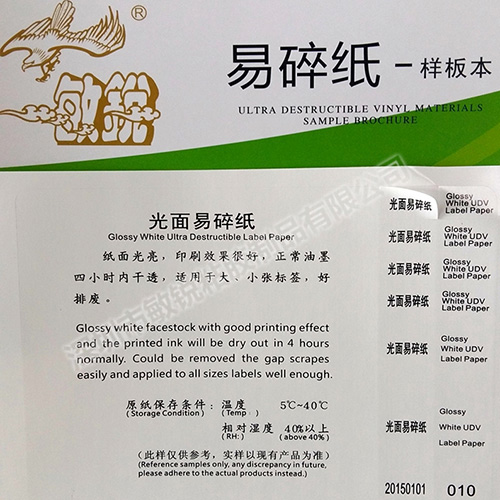 ®
敏锐
易碎纸-样板本
ULTRA DESTRUCTIBLE VINYL MATERIALS
SAMPLE BROCHURE
光面易碎纸
Glossy White Ultra Destructible Label Paper
纸面光亮，印刷效果很好，正常油墨
四小时内干透，适用于大、小张标签，好
排废。
Glossy white facestock with good printing effect
and the printed ink will be dry out in 4 hours
normally. Could be removed the gap scrapes
easily and applied to all sizes labels well enough.
原纸保存条件：温度 5℃~40℃
(Storage Condition) (Temp)
相对湿度 40%以上
(RH:) (above 40%)
(此样仅供参考，实样以现有产品为准)
(Reference samples only, any discrepancy in future,
please adhere to the actual products instead.)
光面易碎纸
Glossy
White UDV
Label Paper
光面易碎纸
Glossy
White UDV
Label Paper
光面易碎纸
Glossy
White UDV
Label Paper
光面易碎纸
Glossy
White UDV
Label Paper
光面易碎纸
Glossy
White UDV
Label Paper
光面易碎纸
Glossy
White UDV
Label Paper
20150101 010